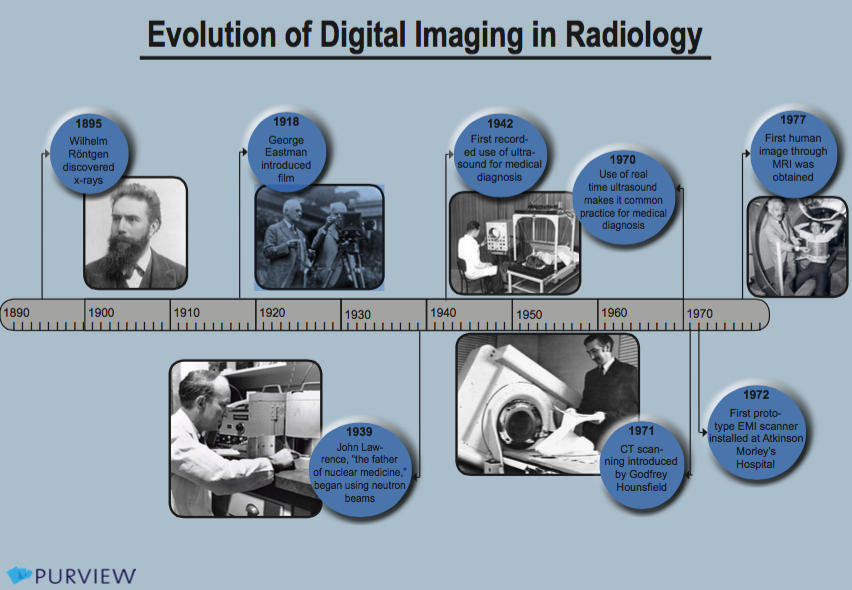 Evolution of Digital Imaging in Radiology
1895
Wilhelm
Röntgen
discovered
x-rays
1918
George
Eastman
introduced
film
1942
First record-
ed use of ultra-
sound for medical
diagnosis
1970
Use of real
time ultrasound
makes it common
practice for medical
diagnosis
1977
First human
image through
MRI was
obtained
1890
1900
1910
1920
1930
1940
1950
1960
1970
1939
John Law-
rence, "the father
of nuclear medicine,"
began using neutron
beams
1971
CT scan-
ning introduced
by Godfrey
Hounsfield
1972
First proto-
type EMI scanner
installed at Atkinson
Morley's
Hospital
PURVIEW